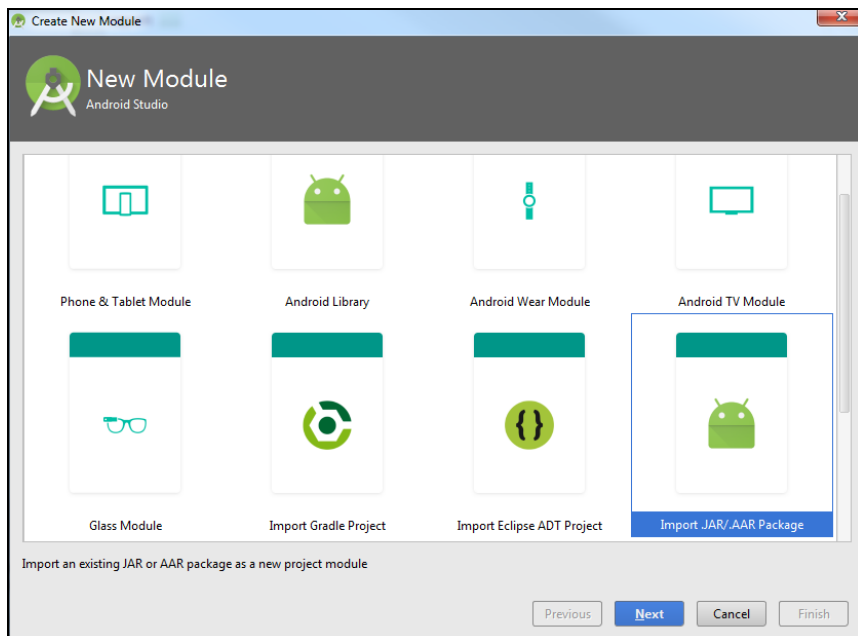 Create New Module
New Module
Android Studio
Phone & Tablet Module
Android Library
Android Wear Module
Android TV Module
Glass Module
Import Gradle Project
Import Eclipse ADT Project
Import .JAR/.AAR Package
Import an existing JAR or AAR package as a new project module
Previous
Next
Cancel
Finish